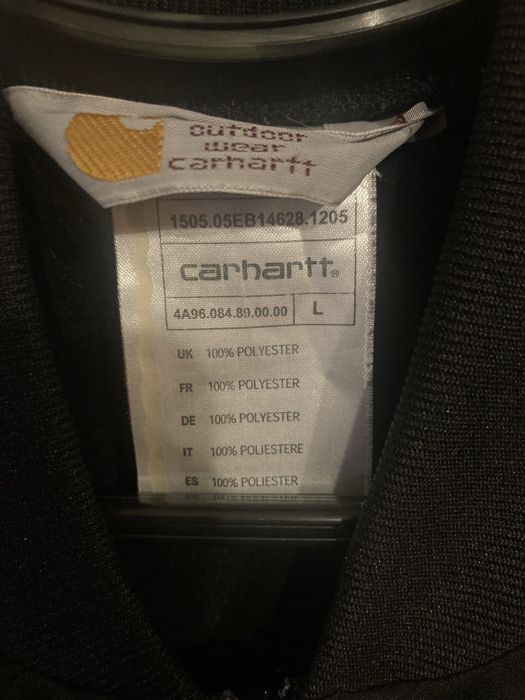 outdoor
wear
carhartt
1505.05EB14628.1205
carhartt®
4A96.084.89.00.00 L
UK 100% POLYESTER
FR 100% POLYESTER
DE 100% POLYESTER
IT 100% POLIESTERE
ES 100% POLIESTER